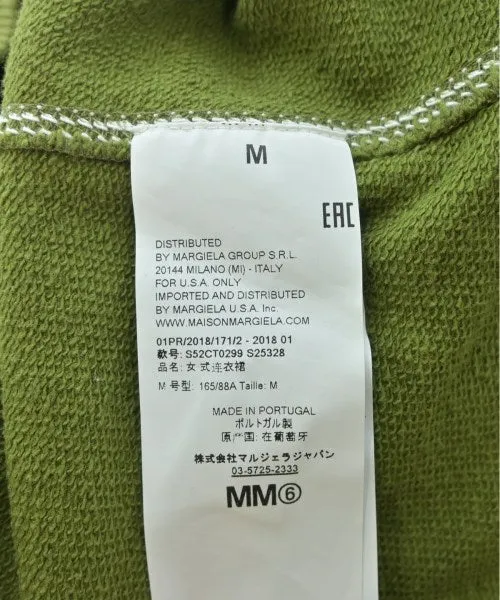 M
EAC
DISTRIBUTED
BY MARGIELA GROUP S.R.L.
20144 MILANO (MI) - ITALY
FOR U.S.A. ONLY
IMPORTED AND DISTRIBUTED
BY MARGIELA U.S.A. Inc.
WWW.MAISONMARGIELA.COM
01PR/2018/171/2 - 2018 01
款号: S52CT0299 S25328
品名: 女式连衣裙
M 号型: 165/88A Taille: M
MADE IN PORTUGAL
ポルトガル製
原产国: 在葡萄牙
株式会社マルジェラジャパン
03-5725-2333
MM⑥